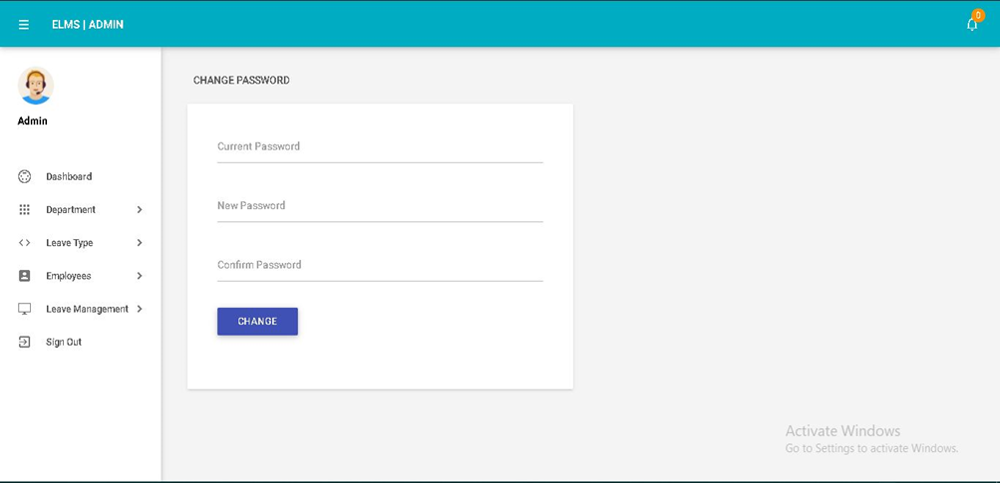 ELMS | ADMIN
0
Admin
Dashboard
Department
Leave Type
Employees
Leave Management
Sign Out
CHANGE PASSWORD
Current Password
New Password
Confirm Password
CHANGE
Activate Windows
Go to Settings to activate Windows.